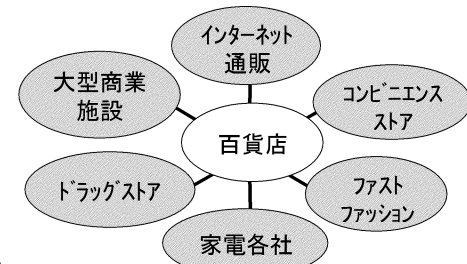 インターネット
通販
大型商業
施設
コンビニエンス
ストア
百貨店
ドラッグストア
ファスト
ファッション
家電各社